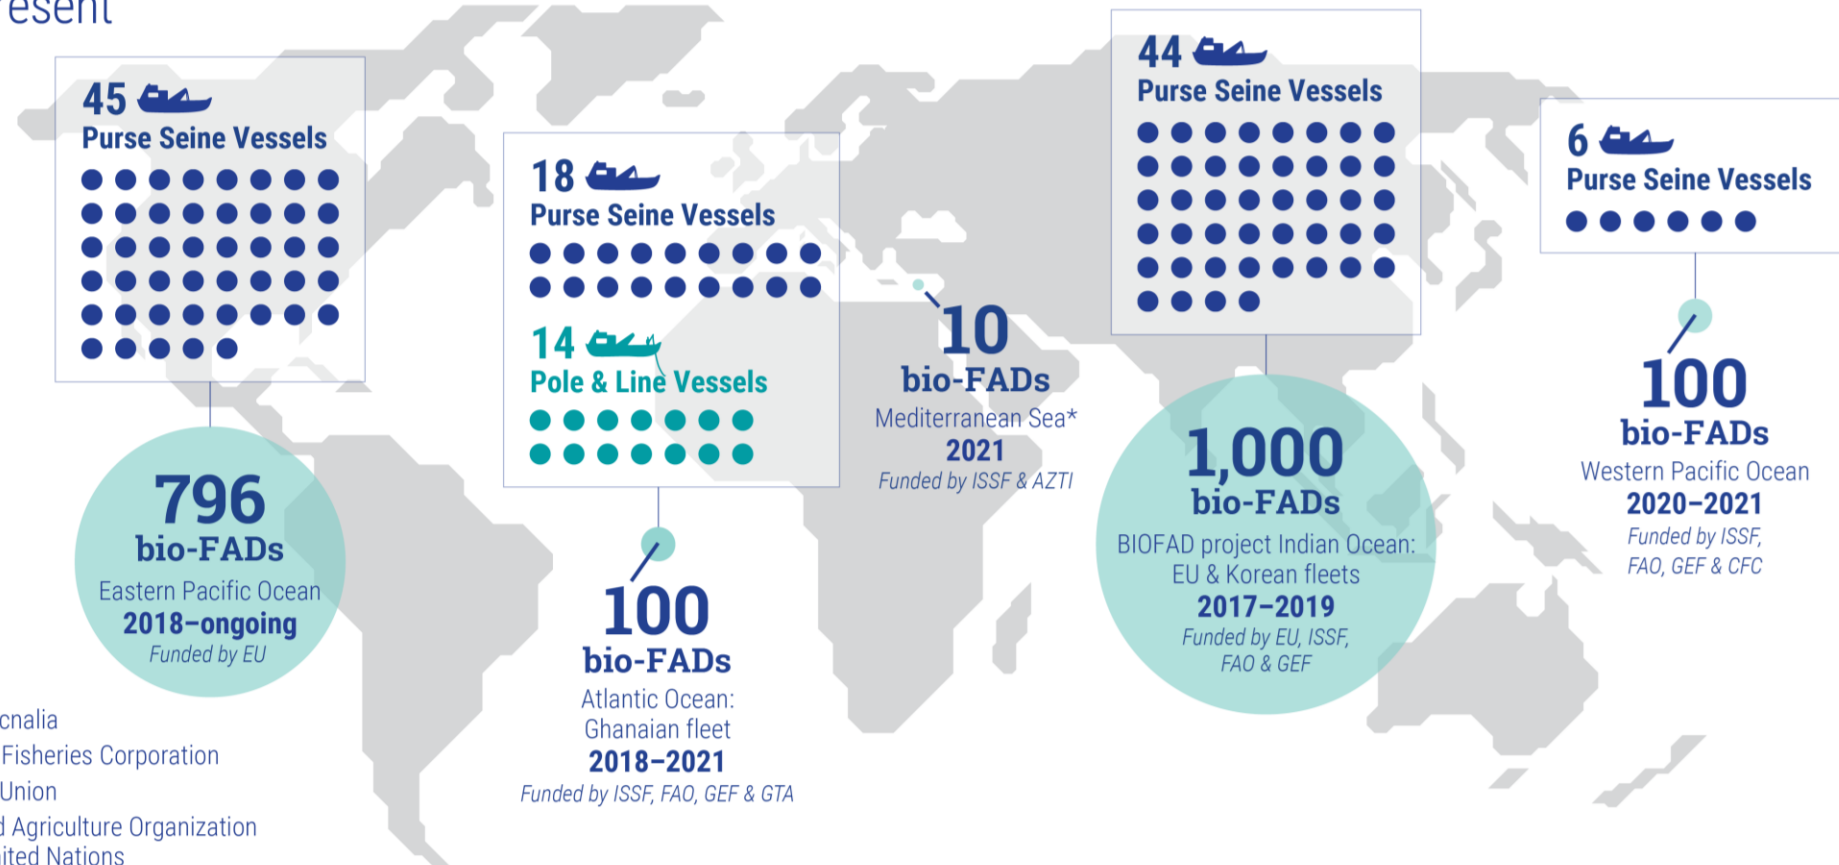 45
Purse Seine Vessels
796
bio-FADs
Eastern Pacific Ocean
2018–ongoing
Funded by EU
18
Purse Seine Vessels
14
Pole & Line Vessels
100
bio-FADs
Atlantic Ocean:
Ghanaian fleet
2018–2021
Funded by ISSF, FAO, GEF & GTA
10
bio-FADs
Mediterranean Sea*
2021
Funded by ISSF & AZTI
44
Purse Seine Vessels
1,000
bio-FADs
BIOFAD project Indian Ocean:
EU & Korean fleets
2017–2019
Funded by EU, ISSF,
FAO & GEF
6
Purse Seine Vessels
100
bio-FADs
Western Pacific Ocean
2020–2021
Funded by ISSF,
FAO, GEF & CFC
Fisheries Corporation
Union
Agriculture Organization
Nations